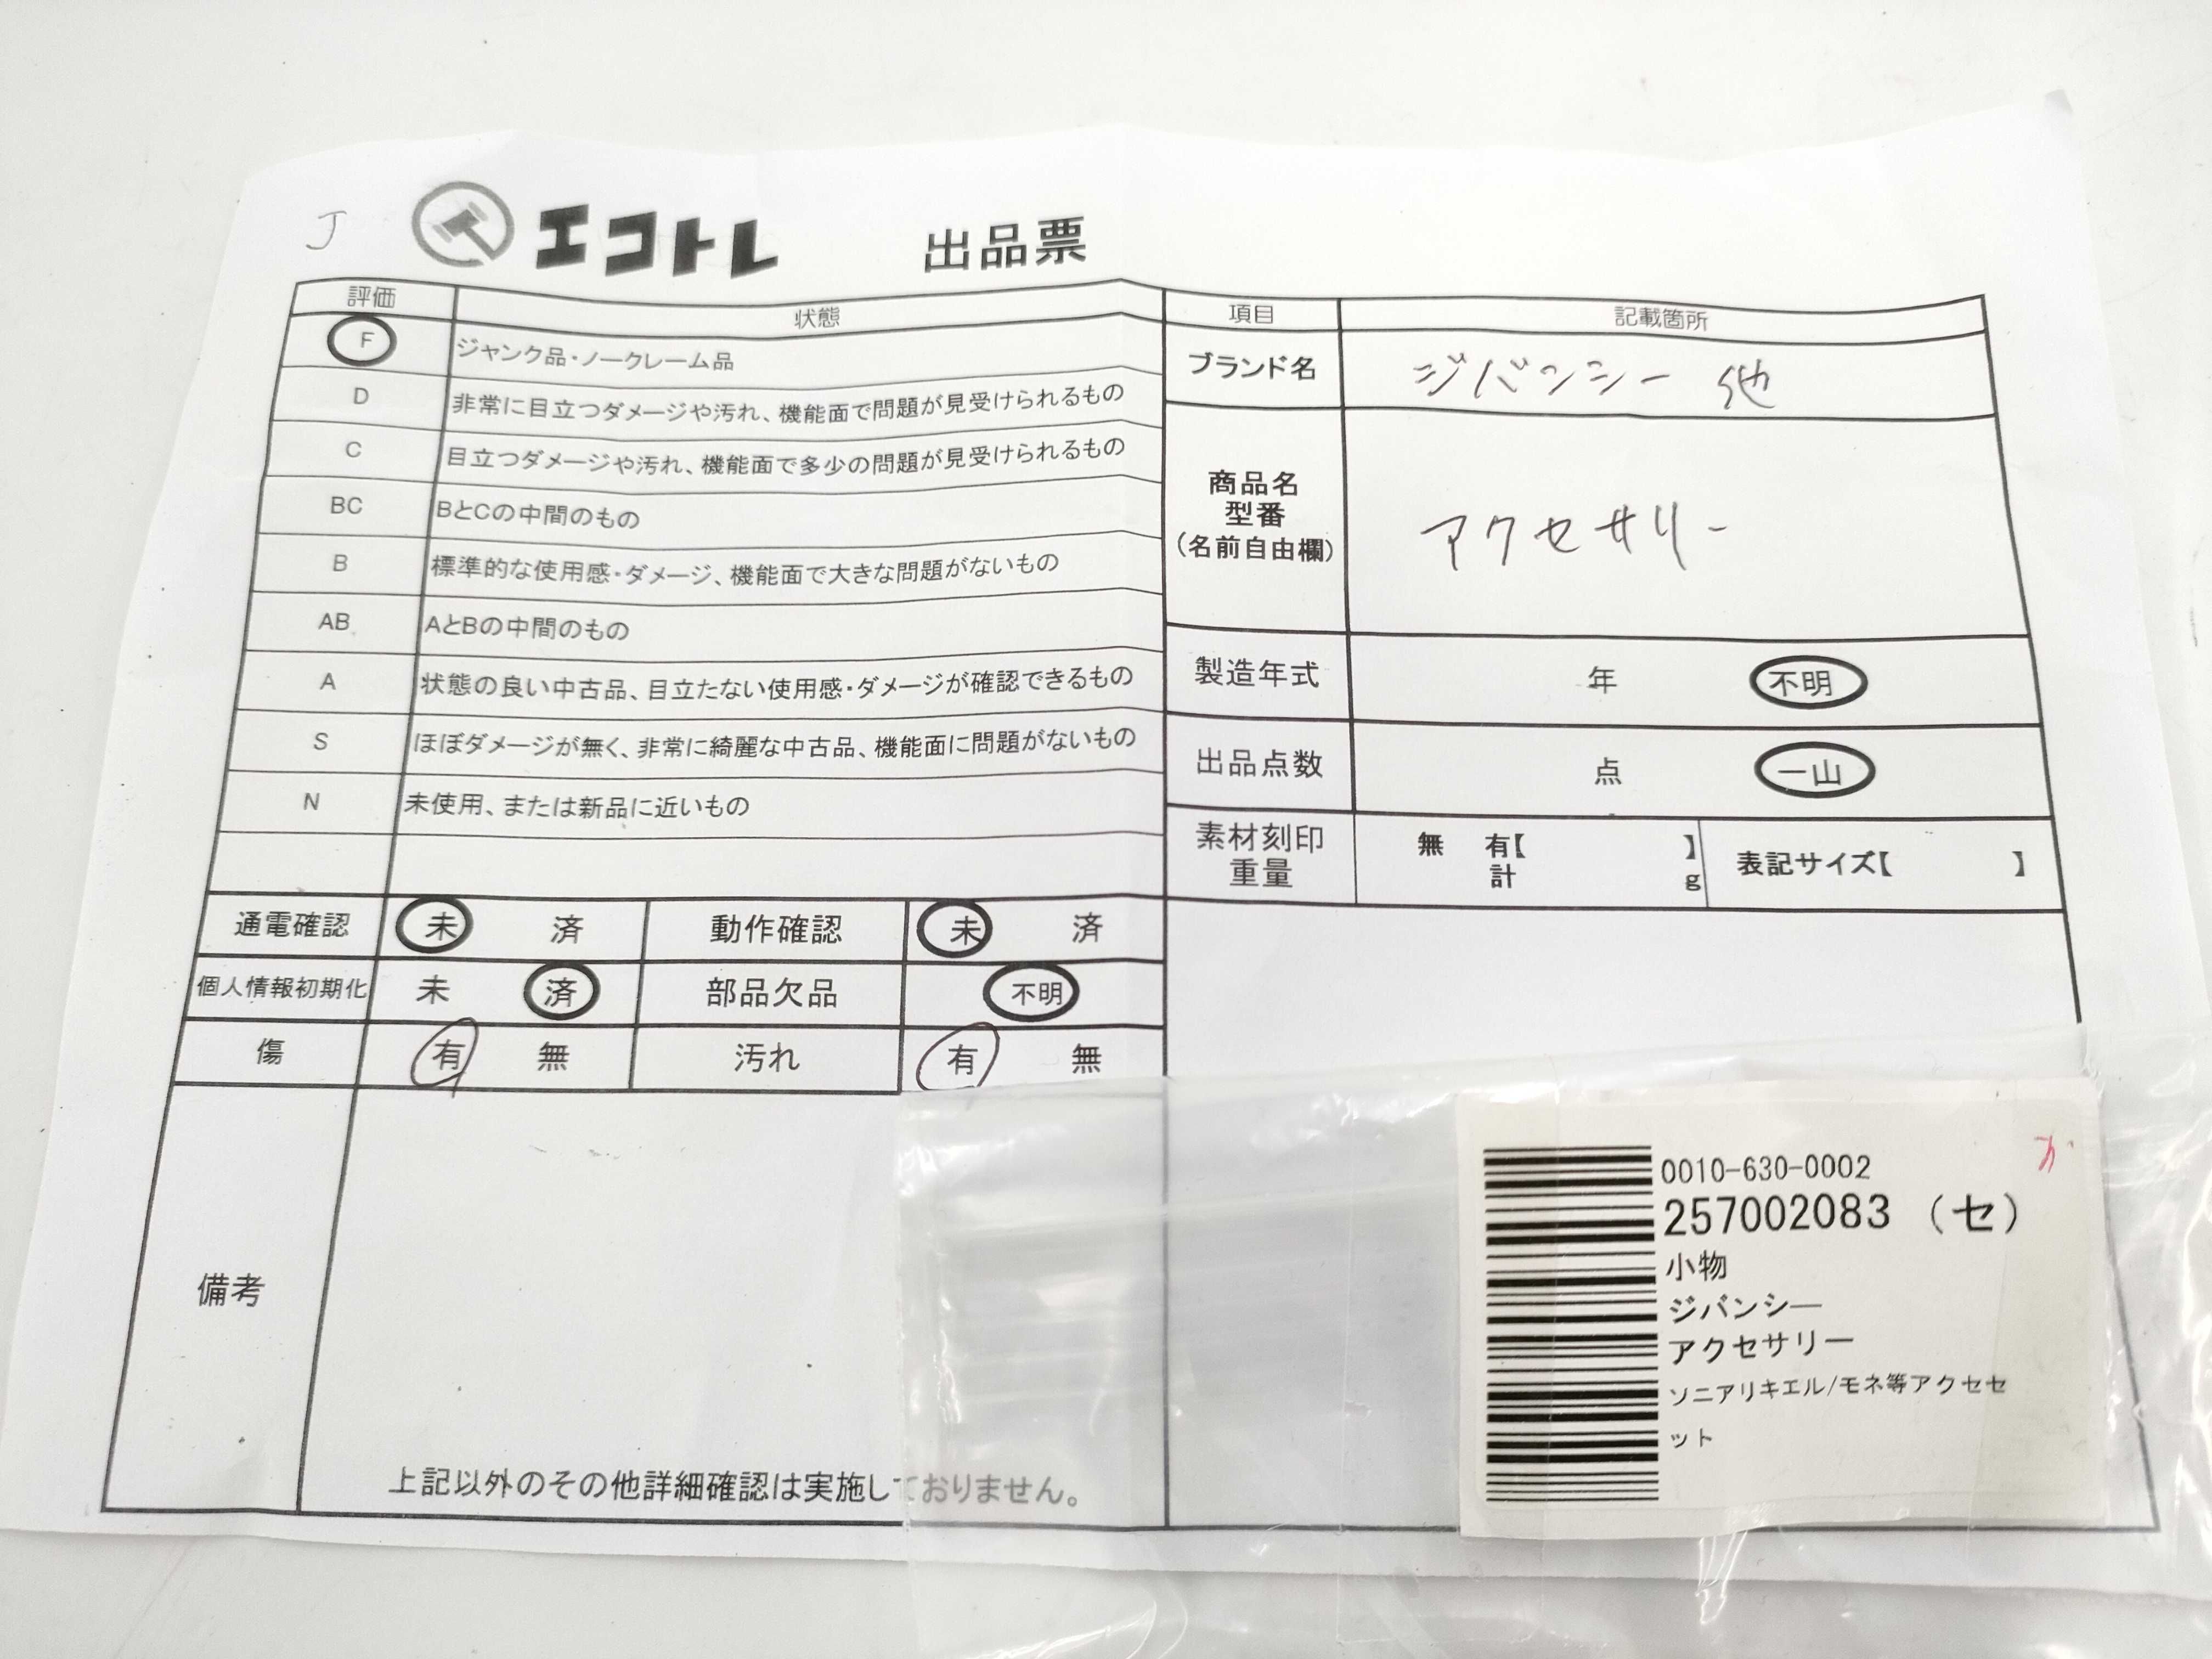 J
エコトレ 出品票
評価 状態
F ジャンク品・ノークレーム品
D 非常に目立つダメージや汚れ、機能面で問題が見受けられるもの
C 目立つダメージや汚れ、機能面で多少の問題が見受けられるもの
BC BとCの中間のもの
B 標準的な使用感・ダメージ、機能面で大きな問題がないもの
AB AとBの中間のもの
A 状態の良い中古品、目立たない使用感・ダメージが確認できるもの
S ほぼダメージが無く、非常に綺麗な中古品、機能面に問題がないもの
N 未使用、または新品に近いもの
通電確認 未 済 動作確認 未 済
個人情報初期化 未 済 部品欠品 不明
傷 有 無 汚れ 有 無
備考
上記以外のその他詳細確認は実施しておりません。
項目 記載箇所
ブランド名 ジバンシー 他
商品名
型番
(名前自由欄)
アクセサリー
製造年式 年 不明
出品点数 点 一山
素材刻印 無 有【 】
重量 計 g
表記サイズ【 】
0010-630-0002
257002083 (セ)
小物
ジバンシー
アクセサリー
ソニアリキエル/モネ等アクセセ
ット